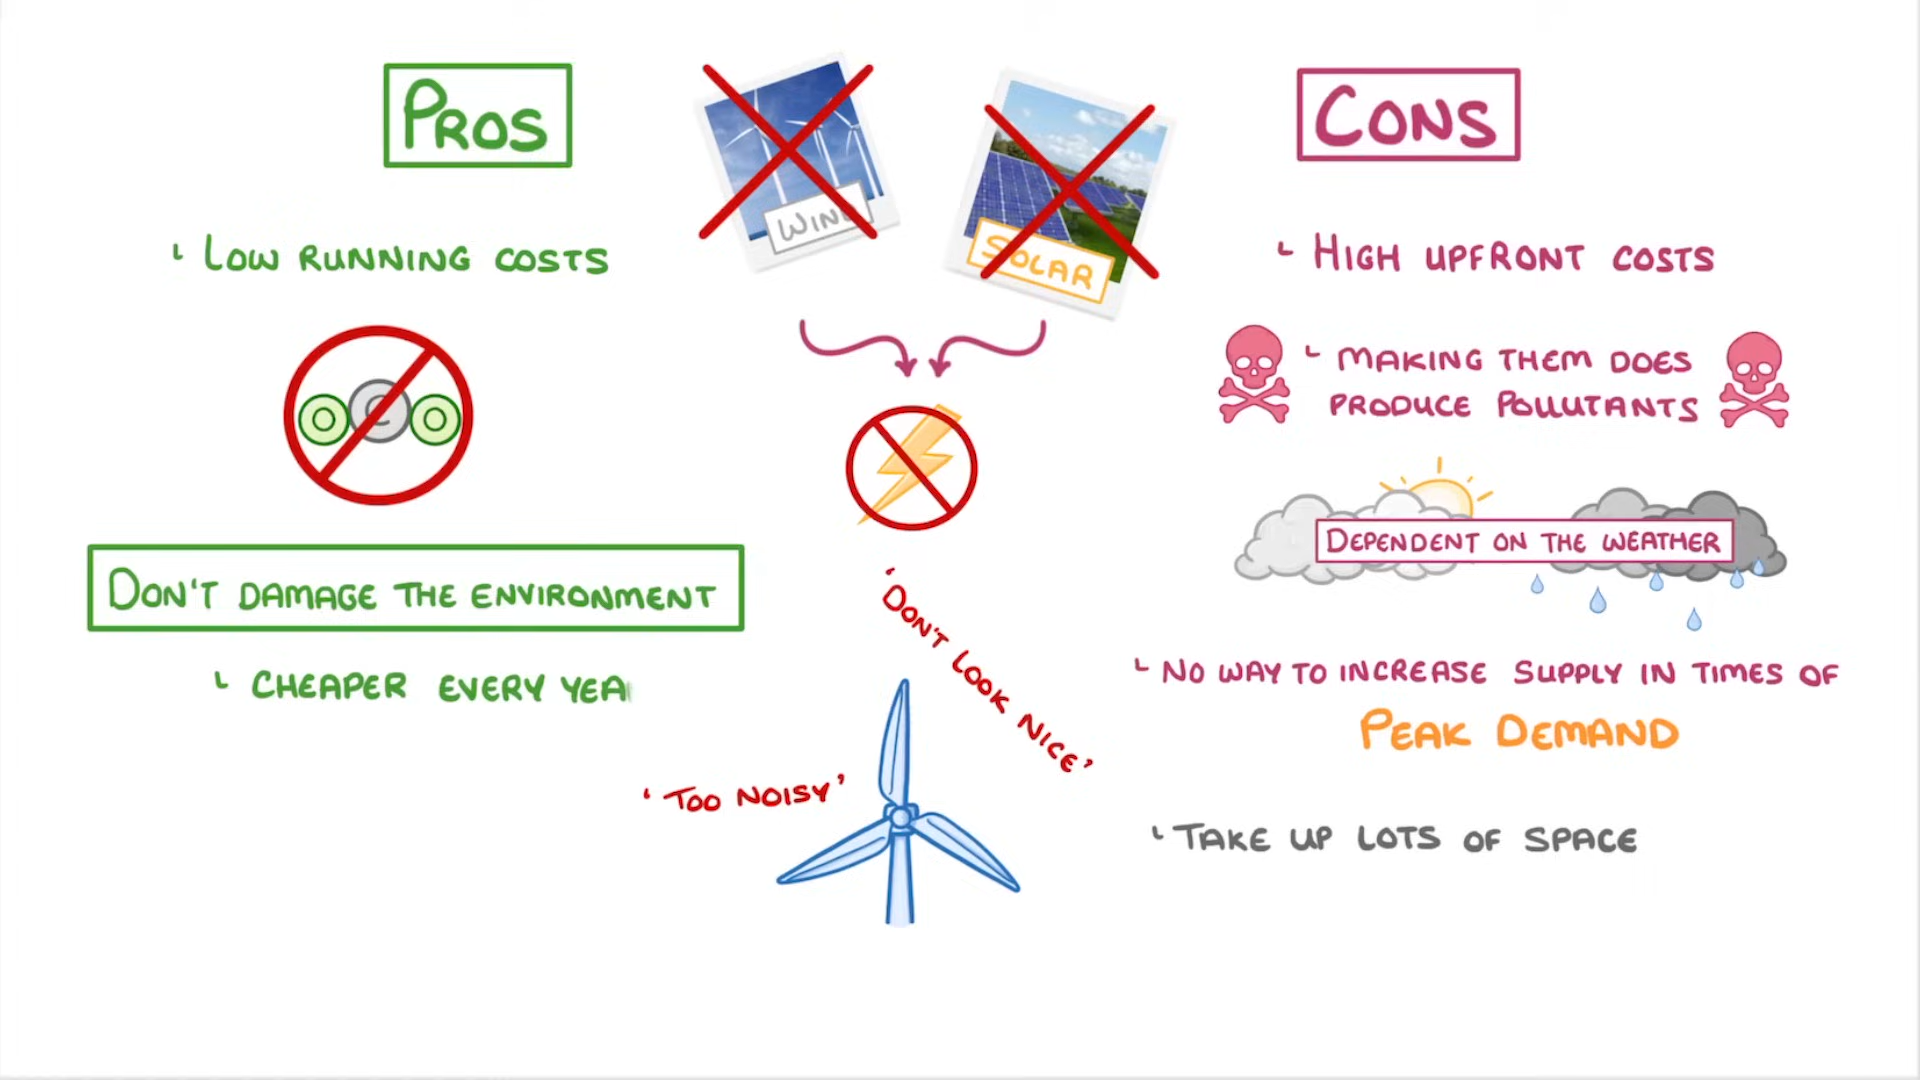 PROS
WIND
SOLAR
CONS
LOW RUNNING COSTS
HIGH UPFRONT COSTS
MAKING THEM DOES
PRODUCE POLLUTANTS
O C O
DEPENDENT ON THE WEATHER
DON'T DAMAGE THE ENVIRONMENT
CHEAPER EVERY YEA
'DON'T LOOK NICE'
'TOO NOISY'
NO WAY TO INCREASE SUPPLY IN TIMES OF
PEAK DEMAND
TAKE UP LOTS OF SPACE